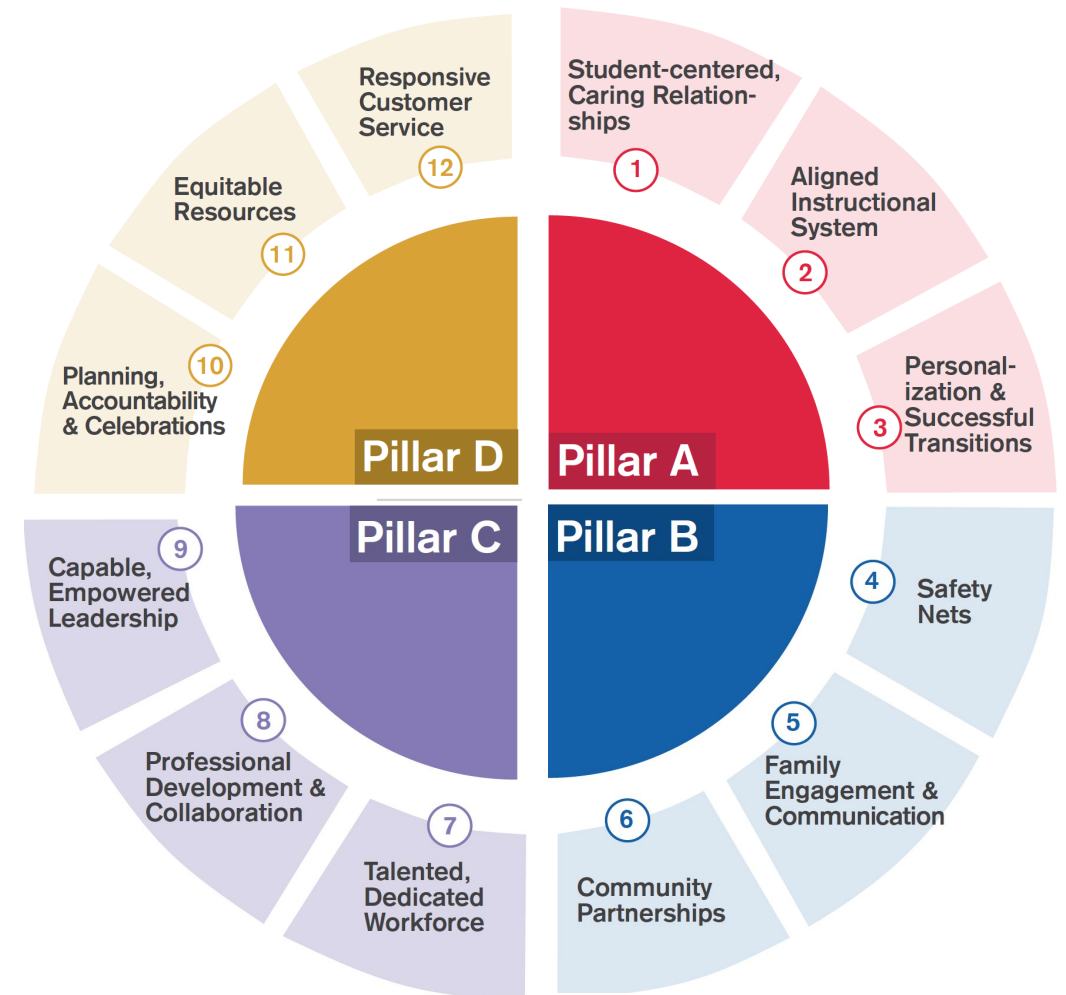 Student-centered,
Caring Relation-
ships
1
Aligned
Instructional
System
2
Personal-
ization &
Successful
Transitions
3
Safety
Nets
4
Family
Engagement &
Communication
5
Community
Partnerships
6
Talented,
Dedicated
Workforce
7
Professional
Development &
Collaboration
8
Capable,
Empowered
Leadership
9
Planning,
Accountability
& Celebrations
10
Equitable
Resources
11
Responsive
Customer
Service
12
Pillar A
Pillar B
Pillar C
Pillar D